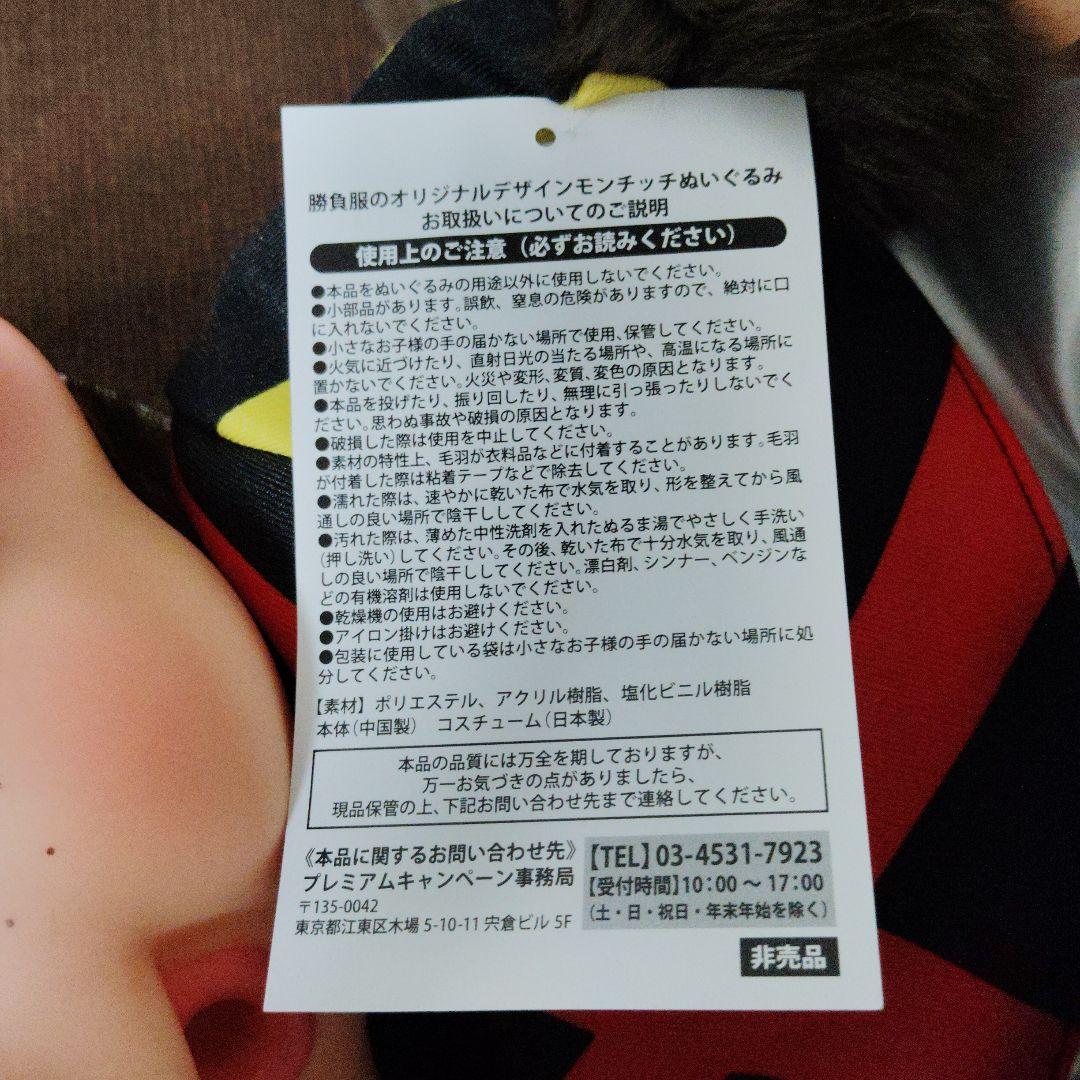 勝負服のオリジナルデザインモンチッチぬいぐるみ
お取扱いについてのご説明
使用上のご注意（必ずお読みください）
●本品をぬいぐるみの用途以外に使用しないでください。
●小部品があります。誤飲、窒息の危険がありますので、絶対に口
に入れないでください。
●小さなお子様の手の届かない場所で使用、保管してください。
●火気に近づけたり、直射日光の当たる場所や、高温になる場所に
置かないでください。火災や変形、変質、変色の原因となります。
●本品を投げたり、振り回したり、無理に引っ張ったりしないでく
ださい。思わぬ事故や破損の原因となります。
●破損した際は使用を中止してください。
●素材の特性上、毛羽が衣料品などに付着することがあります。毛羽
が付着した際は粘着テープなどで除去してください。
●濡れた際は、速やかに乾いた布で水気を取り、形を整えてから風
通しの良い場所で陰干ししてください。
●汚れた際は、薄めた中性洗剤を入れたぬるま湯でやさしく手洗い
（押し洗い）してください。その後、乾いた布で十分水気を取り、風通
しの良い場所で陰干ししてください。漂白剤、シンナー、ベンジンな
どの有機溶剤は使用しないでください。
●乾燥機の使用はお避けください。
●アイロン掛けはお避けください。
●包装に使用している袋は小さなお子様の手の届かない場所に処
分してください。
【素材】ポリエステル、アクリル樹脂、塩化ビニル樹脂
本体（中国製） コスチューム（日本製）
本品の品質には万全を期しておりますが、
万一お気づきの点がありましたら、
現品保管の上、下記お問い合わせ先まで連絡してください。
《本品に関するお問い合わせ先》
プレミアムキャンペーン事務局
〒135-0042
東京都江東区木場 5-10-11 宍倉ビル 5F
【TEL】03-4531-7923
【受付時間】10：00 〜 17：00
（土・日・祝日・年末年始を除く）
非売品